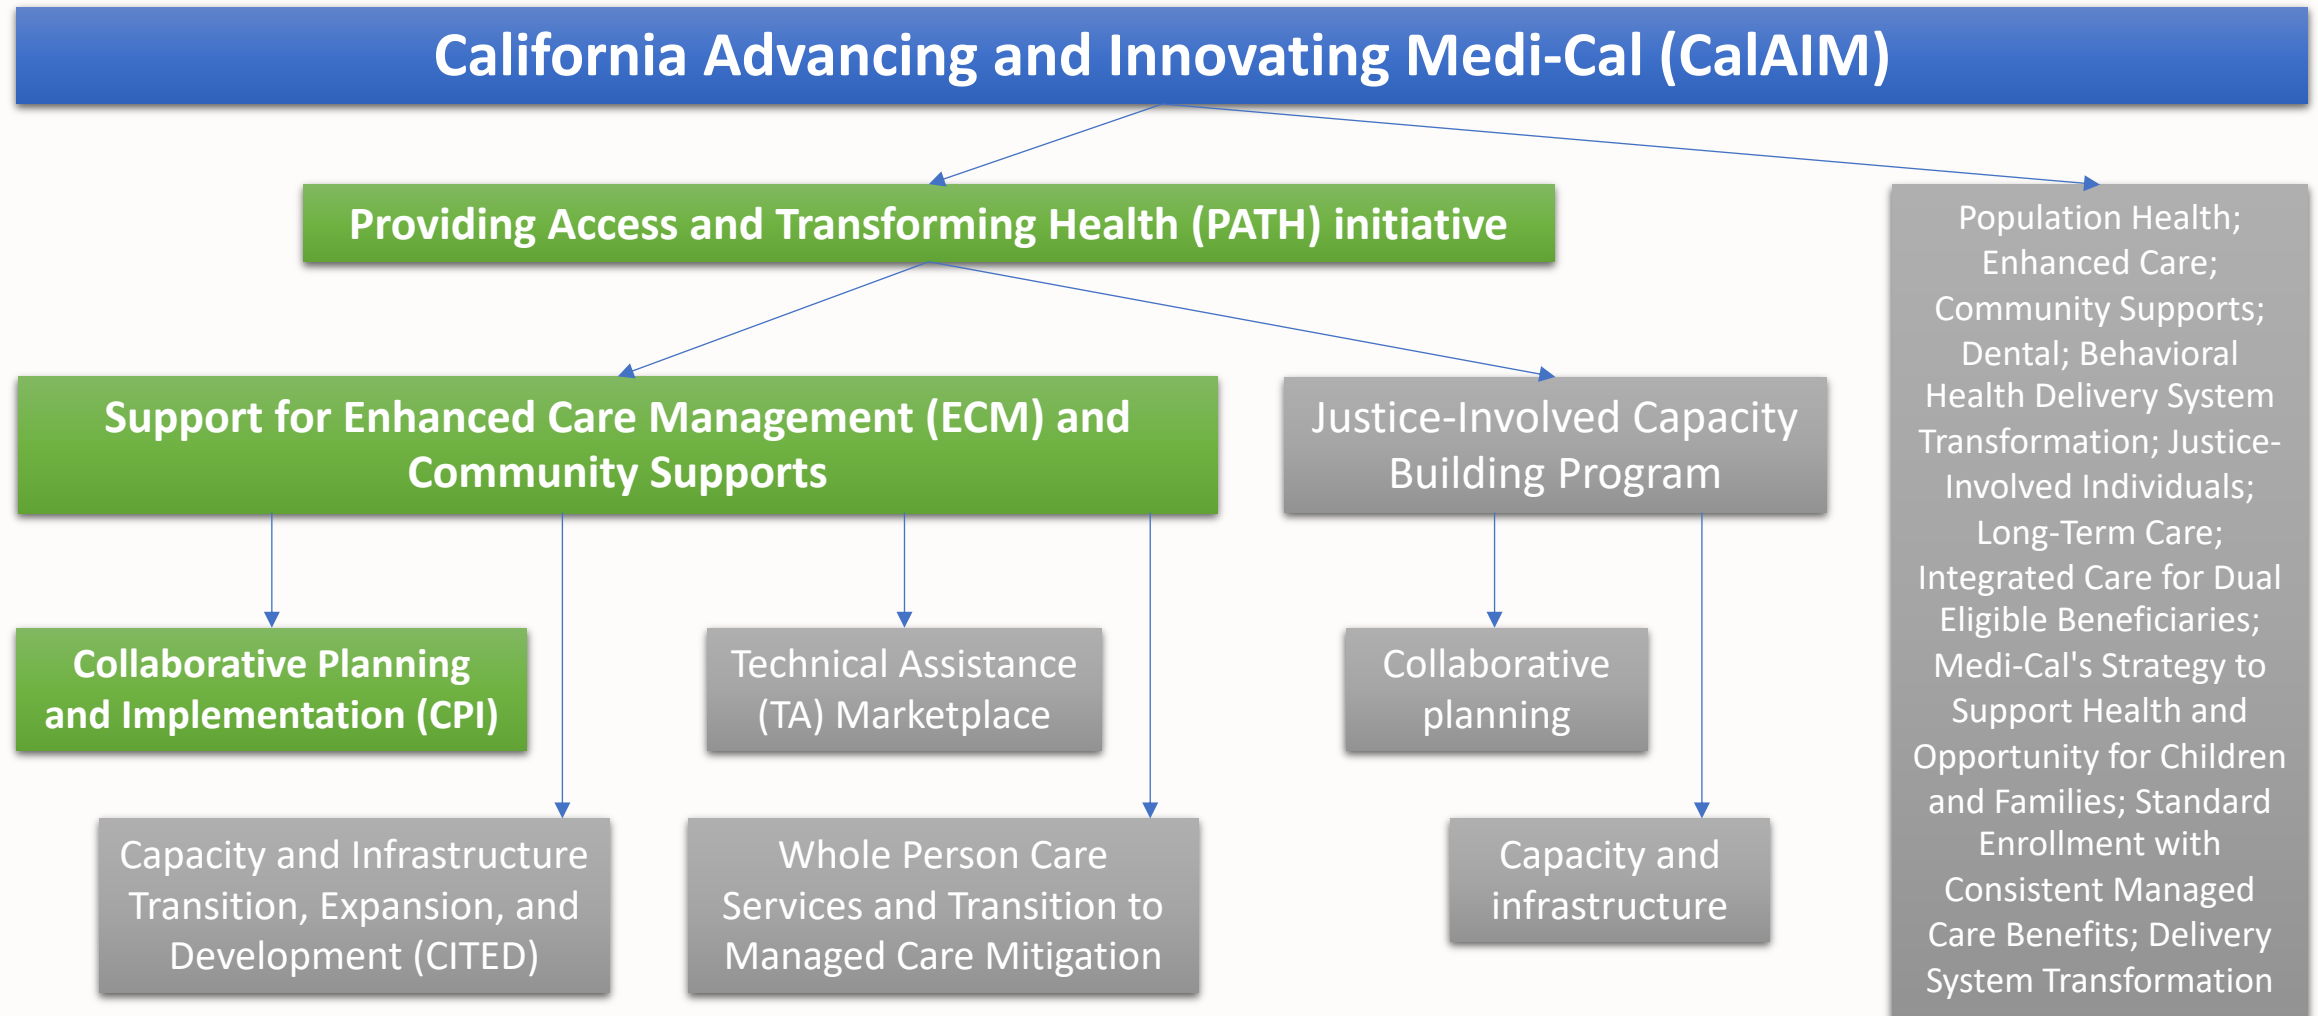 California Advancing and Innovating Medi-Cal (CalAIM)
Providing Access and Transforming Health (PATH) initiative
Support for Enhanced Care Management (ECM) and
Community Supports
Justice-Involved Capacity
Building Program
Collaborative Planning
and Implementation (CPI)
Technical Assistance
(TA) Marketplace
Collaborative
planning
Capacity and Infrastructure
Transition, Expansion, and
Development (CITED)
Whole Person Care
Services and Transition to
Managed Care Mitigation
Capacity and
infrastructure
Population Health;
Enhanced Care;
Community Supports;
Dental; Behavioral
Health Delivery System
Transformation; Justice-
Involved Individuals;
Long-Term Care;
Integrated Care for Dual
Eligible Beneficiaries;
Medi-Cal's Strategy to
Support Health and
Opportunity for Children
and Families; Standard
Enrollment with
Consistent Managed
Care Benefits; Delivery
System Transformation